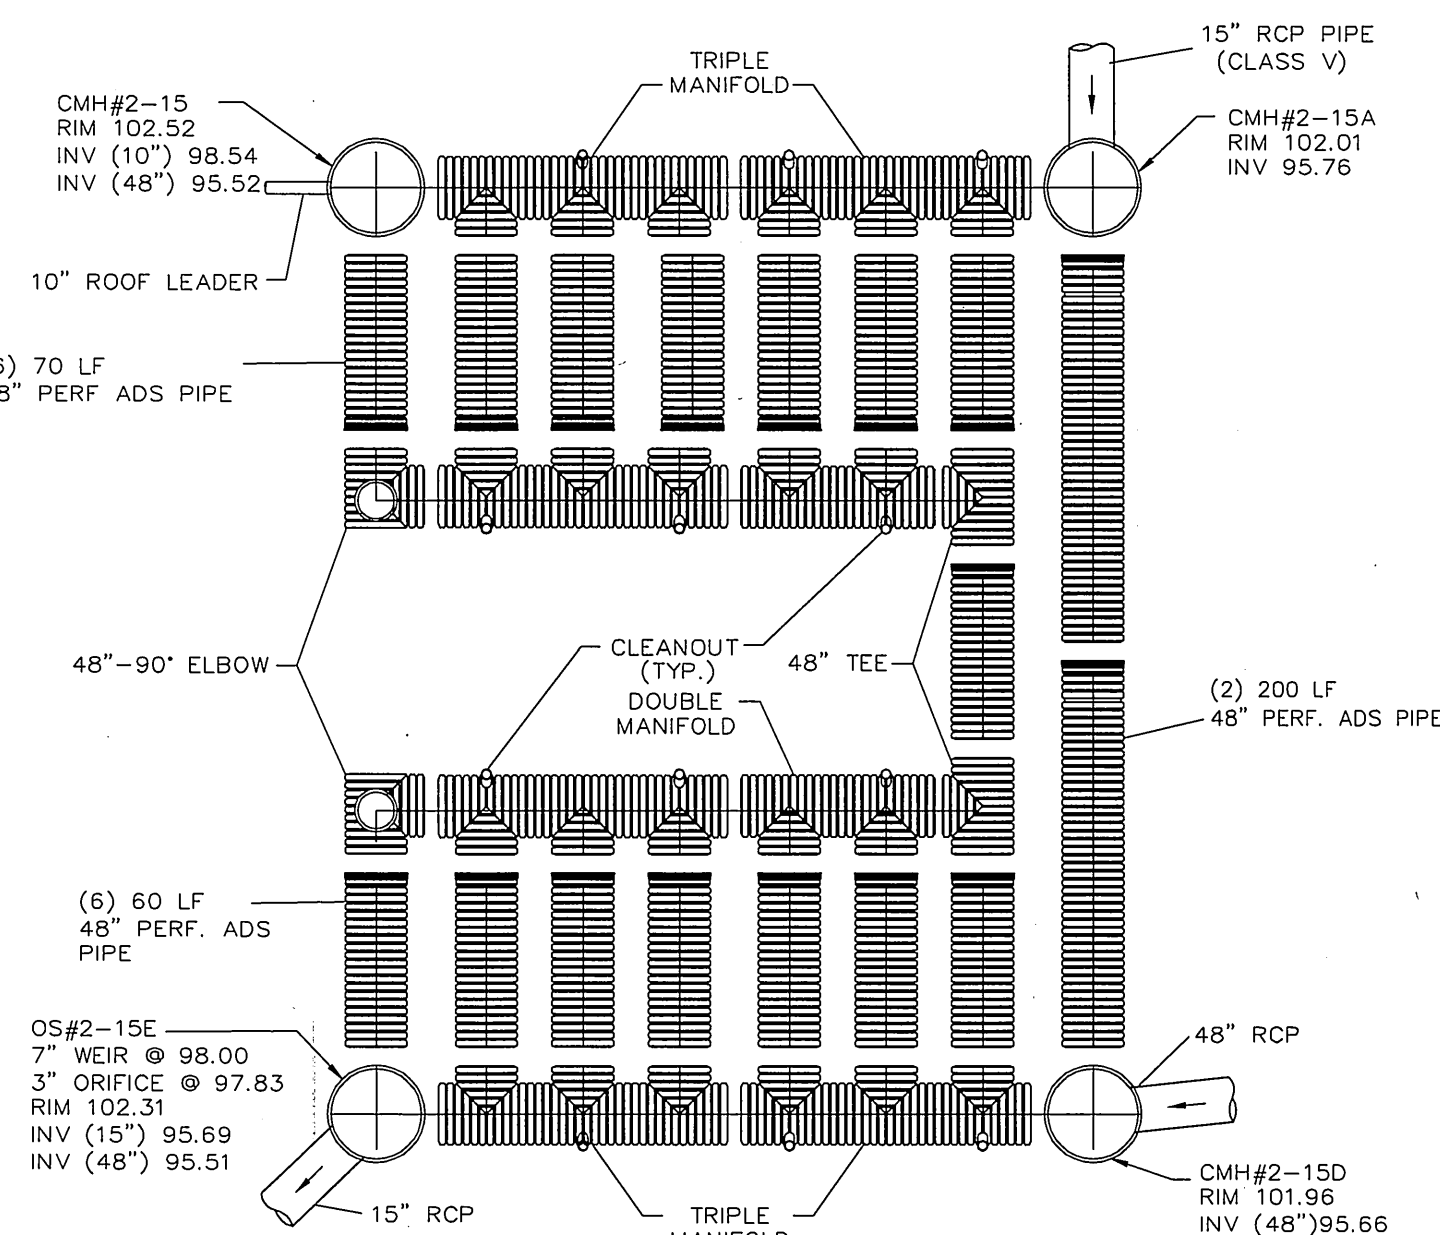 15" RCP PIPE
(CLASS V)
TRIPLE
MANIFOLD
CMH#2-15
RIM 102.52
INV (10") 98.54
INV (48") 95.52
CMH#2-15A
RIM 102.01
INV 95.76
10" ROOF LEADER
6) 70 LF
8" PERF ADS PIPE
CLEANOUT
(TYP.)
48"-90° ELBOW
48" TEE
DOUBLE
MANIFOLD
(2) 200 LF
48" PERF. ADS PIPE
(6) 60 LF
48" PERF. ADS
PIPE
OS#2-15E
7" WEIR @ 98.00
3" ORIFICE @ 97.83
RIM 102.31
INV (15") 95.69
INV (48") 95.51
48" RCP
15" RCP
TRIPLE
MANIFOLD
CMH#2-15D
RIM 101.96
INV (48")95.66